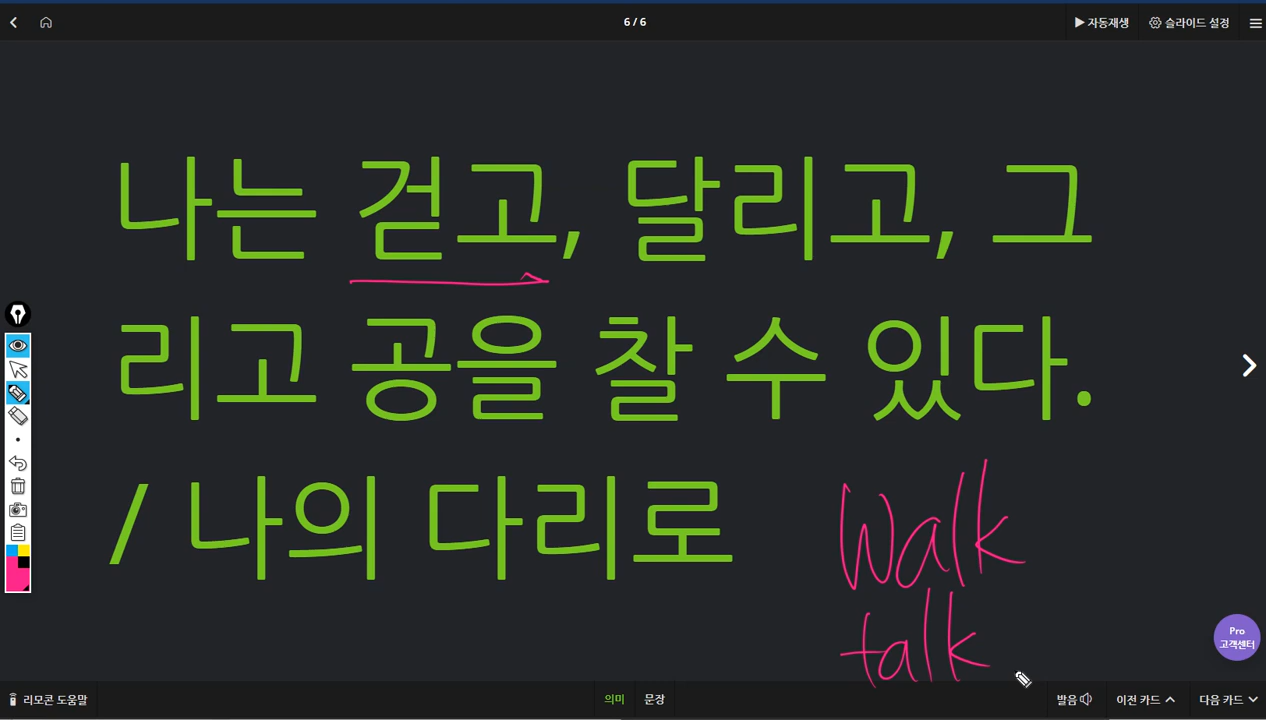 6 / 6
자동재생
슬라이드 설정
나는 걷고, 달리고, 그
리고 공을 찰 수 있다.
/ 나의 다리로
walk
talk
Pro
고객센터
리모콘 도움말
의미
문장
발음
이전 카드
다음 카드